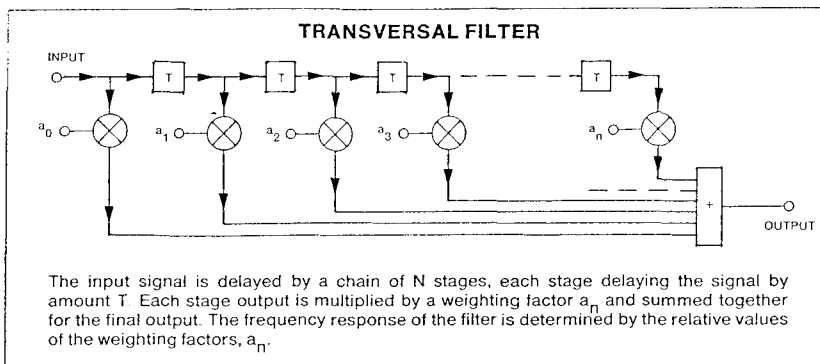 TRANSVERSAL FILTER
INPUT
T T T T
a0 a1 a2 a3 an
+
OUTPUT
The input signal is delayed by a chain of N stages, each stage delaying the signal by
amount T. Each stage output is multiplied by a weighting factor an and summed together
for the final output. The frequency response of the filter is determined by the relative values
of the weighting factors, an.